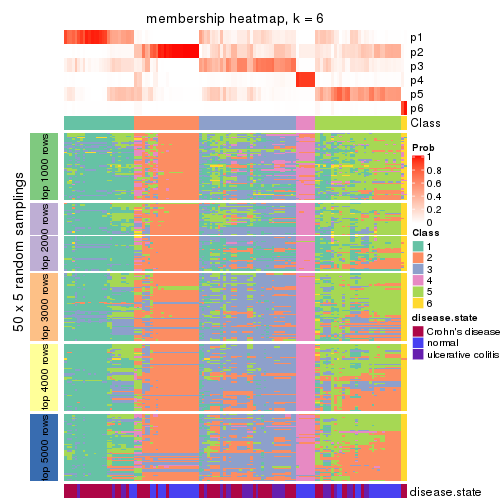 membership heatmap, k = 6
p1
p2
p3
p4
p5
p6
Class
50 x 5 random samplings
top 1000 rows
top 2000 rows
top 3000 rows
top 4000 rows
top 5000 rows
disease.state
Prob
1
0.8
0.6
0.4
0.2
0
Class
1
2
3
4
5
6
disease.state
Crohn's disease
normal
ulcerative colitis